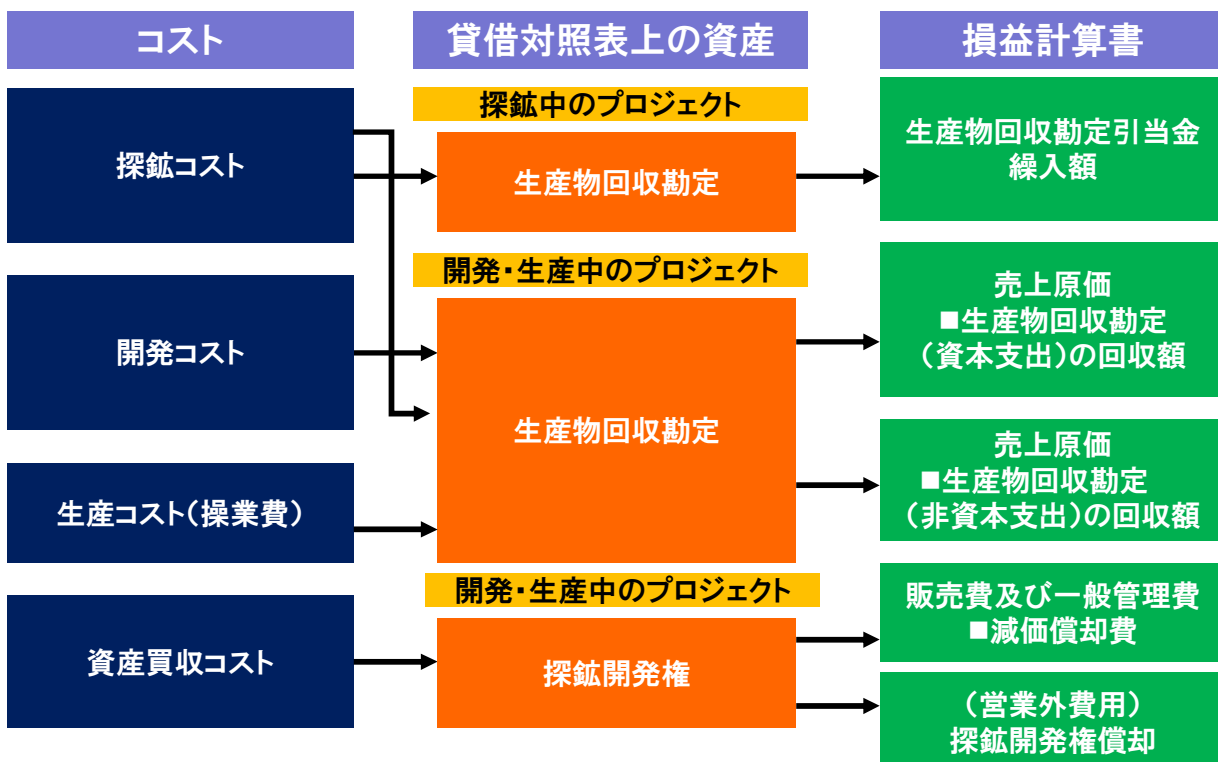 コスト
貸借対照表上の資産
損益計算書
探鉱コスト
開発コスト
生産コスト（操業費）
資産買収コスト
探鉱中のプロジェクト
生産物回収勘定
開発・生産中のプロジェクト
生産物回収勘定
開発・生産中のプロジェクト
探鉱開発権
生産物回収勘定引当金
繰入額
売上原価
■生産物回収勘定
（資本支出）の回収額
売上原価
■生産物回収勘定
（非資本支出）の回収額
販売費及び一般管理費
■減価償却費
（営業外費用）
探鉱開発権償却